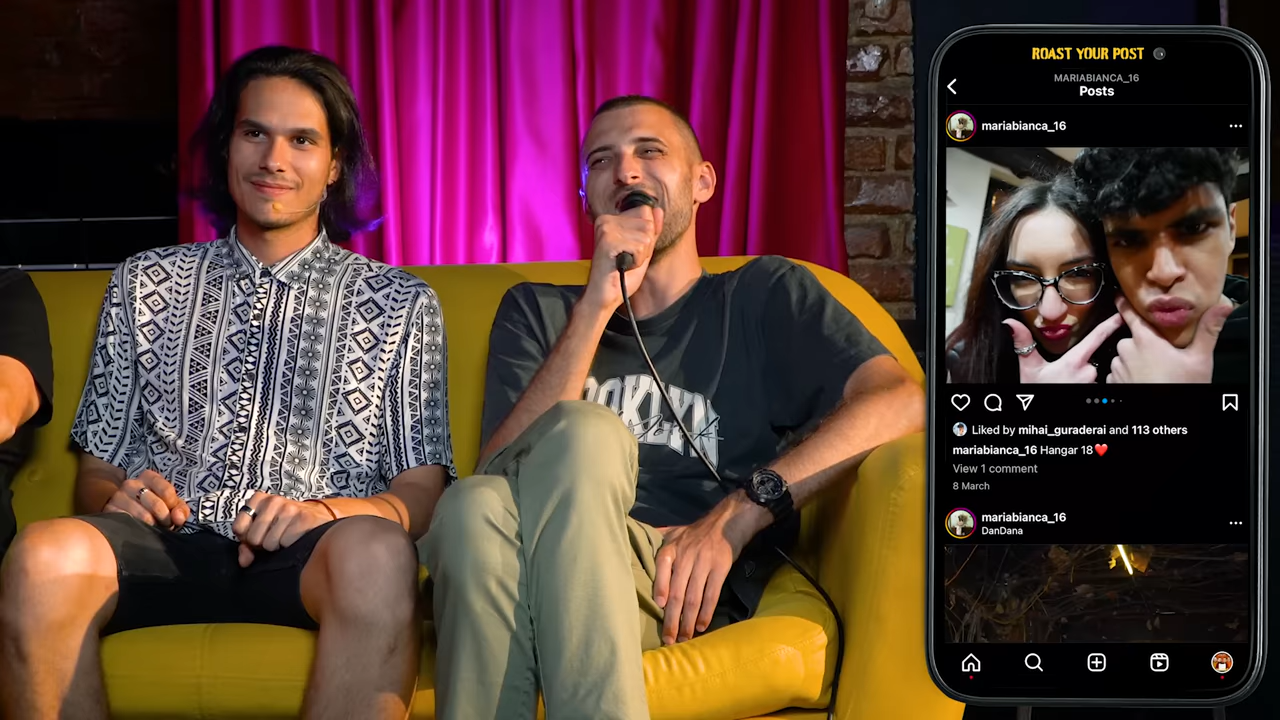 ROAST YOUR POST
MARIABIANCA_16
Posts
mariabianca_16
Liked by mihai_guraderai and 113 others
mariabianca_16 Hangar 18❤️
View 1 comment
8 March
mariabianca_16
DanDana
OOKLYN